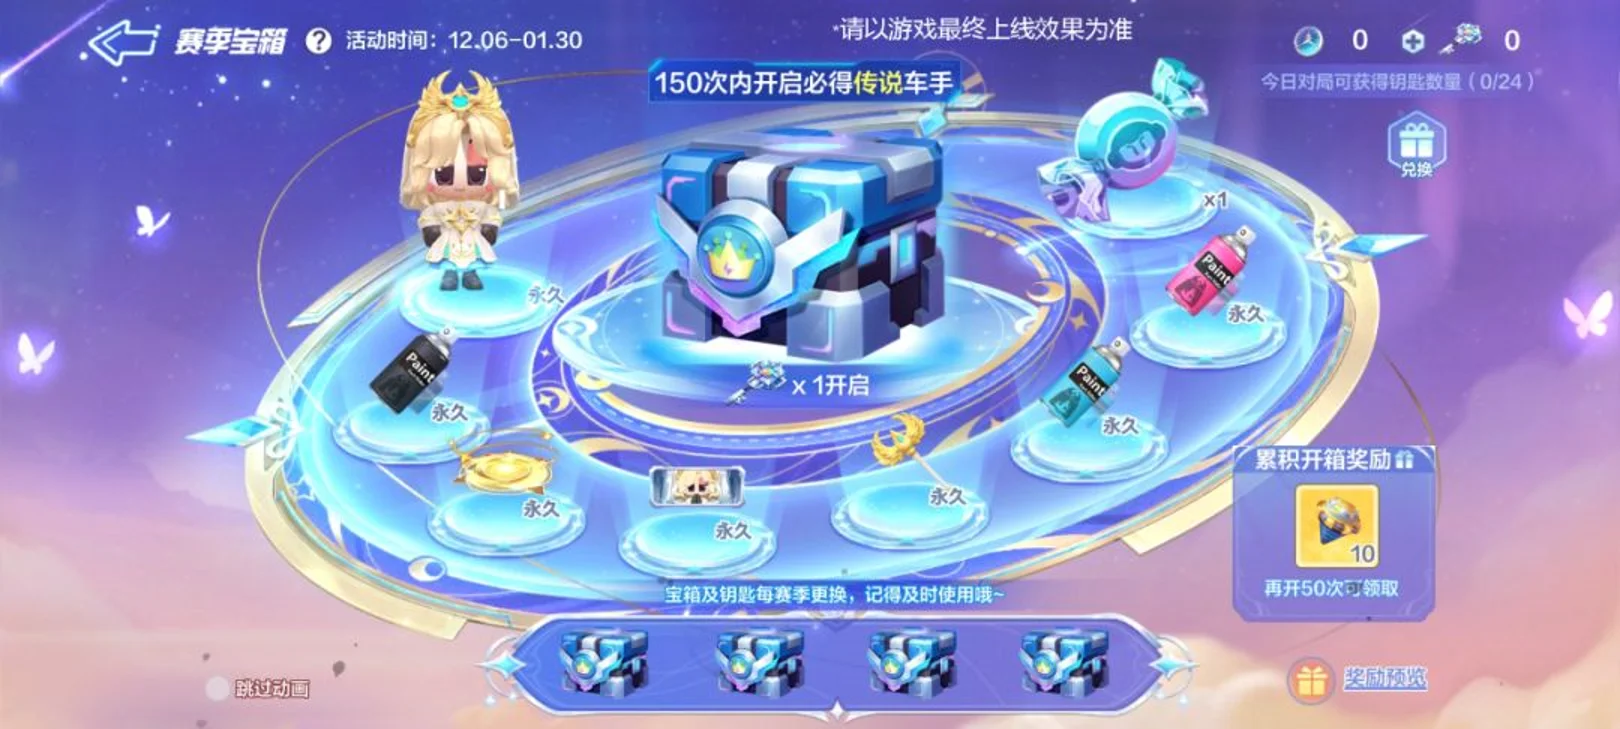 赛季宝箱
?
活动时间：12.06-01.30
*请以游戏最终上线效果为准
0
0
今日对局可获得钥匙数量（0/24）
兑换
150次内开启必得传说车手
x1
永久
Paint
永久
Paint
永久
Paint
永久
x 1开启
永久
永久
永久
累积开箱奖励
10
再开50次可领取
宝箱及钥匙每赛季更换，记得及时使用哦~
跳过动画
奖励预览